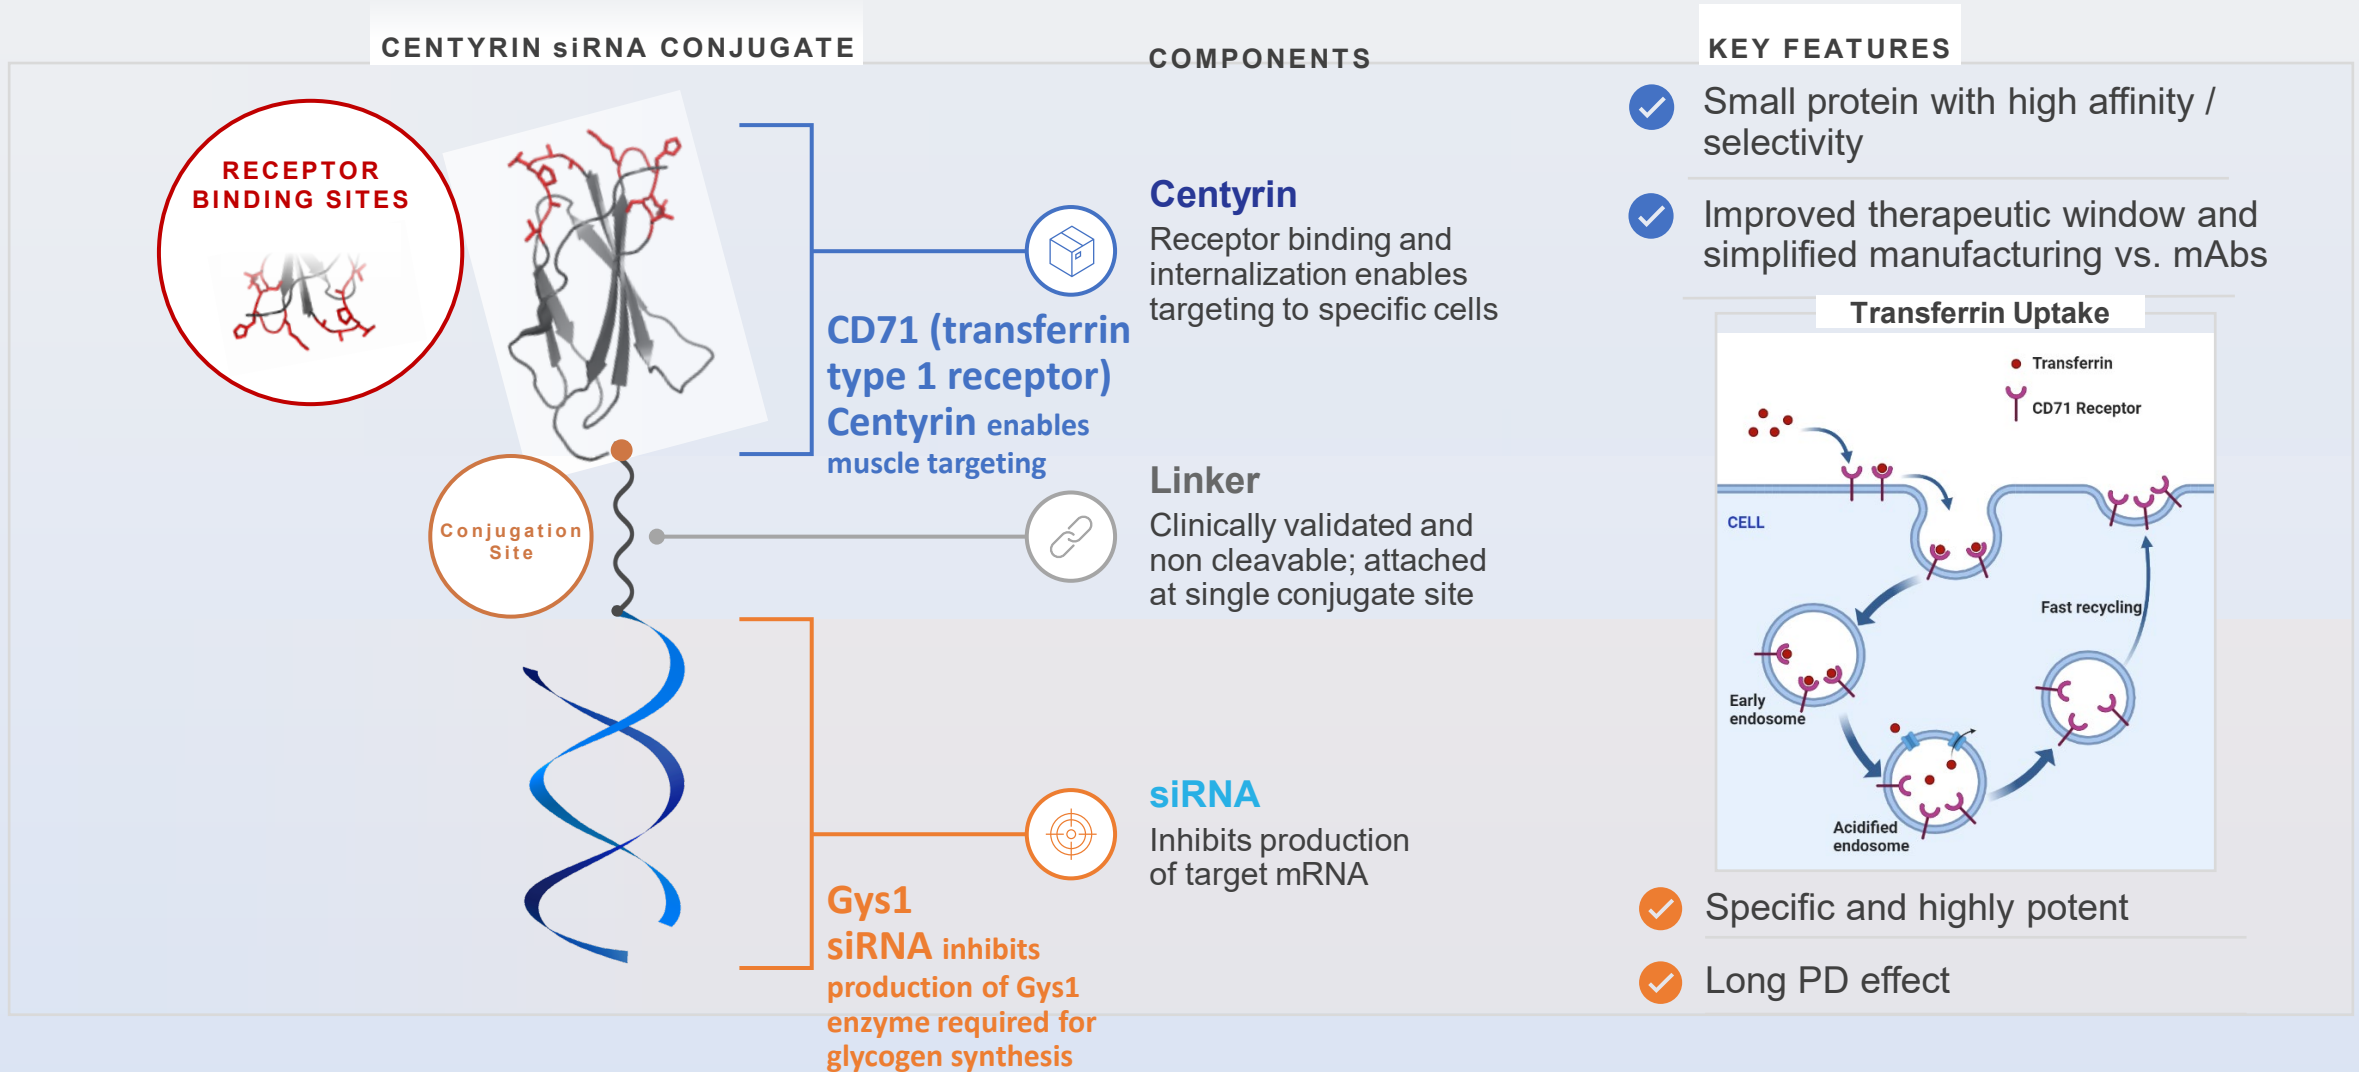 CENTYRIN siRNA CONJUGATE
RECEPTOR
BINDING SITES
Conjugation
Site
CD71 (transferrin
type 1 receptor)
Centyrin enables
muscle targeting
Gys1
siRNA inhibits
production of Gys1
enzyme required for
glycogen synthesis
COMPONENTS
Centyrin
Receptor binding and
internalization enables
targeting to specific cells
Linker
Clinically validated and
non cleavable; attached
at single conjugate site
siRNA
Inhibits production
of target mRNA
KEY FEATURES
Small protein with high affinity /
selectivity
Improved therapeutic window and
simplified manufacturing vs. mAbs
Transferrin Uptake
Transferrin
CD71 Receptor
CELL
Fast recycling
Early
endosome
Acidified
endosome
Specific and highly potent
Long PD effect